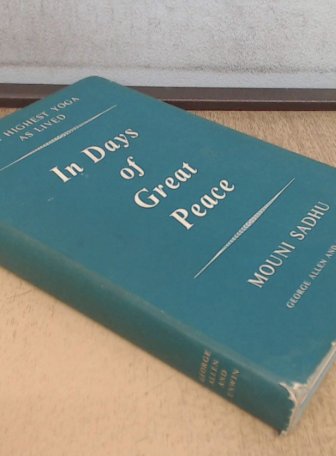 HIGHEST YOGA
AS LIVED
In Days
of
Great
Peace
MOUNI SADHU
GEORGE ALLEN AND
GEORGE
ALLEN
AND
UNWIN